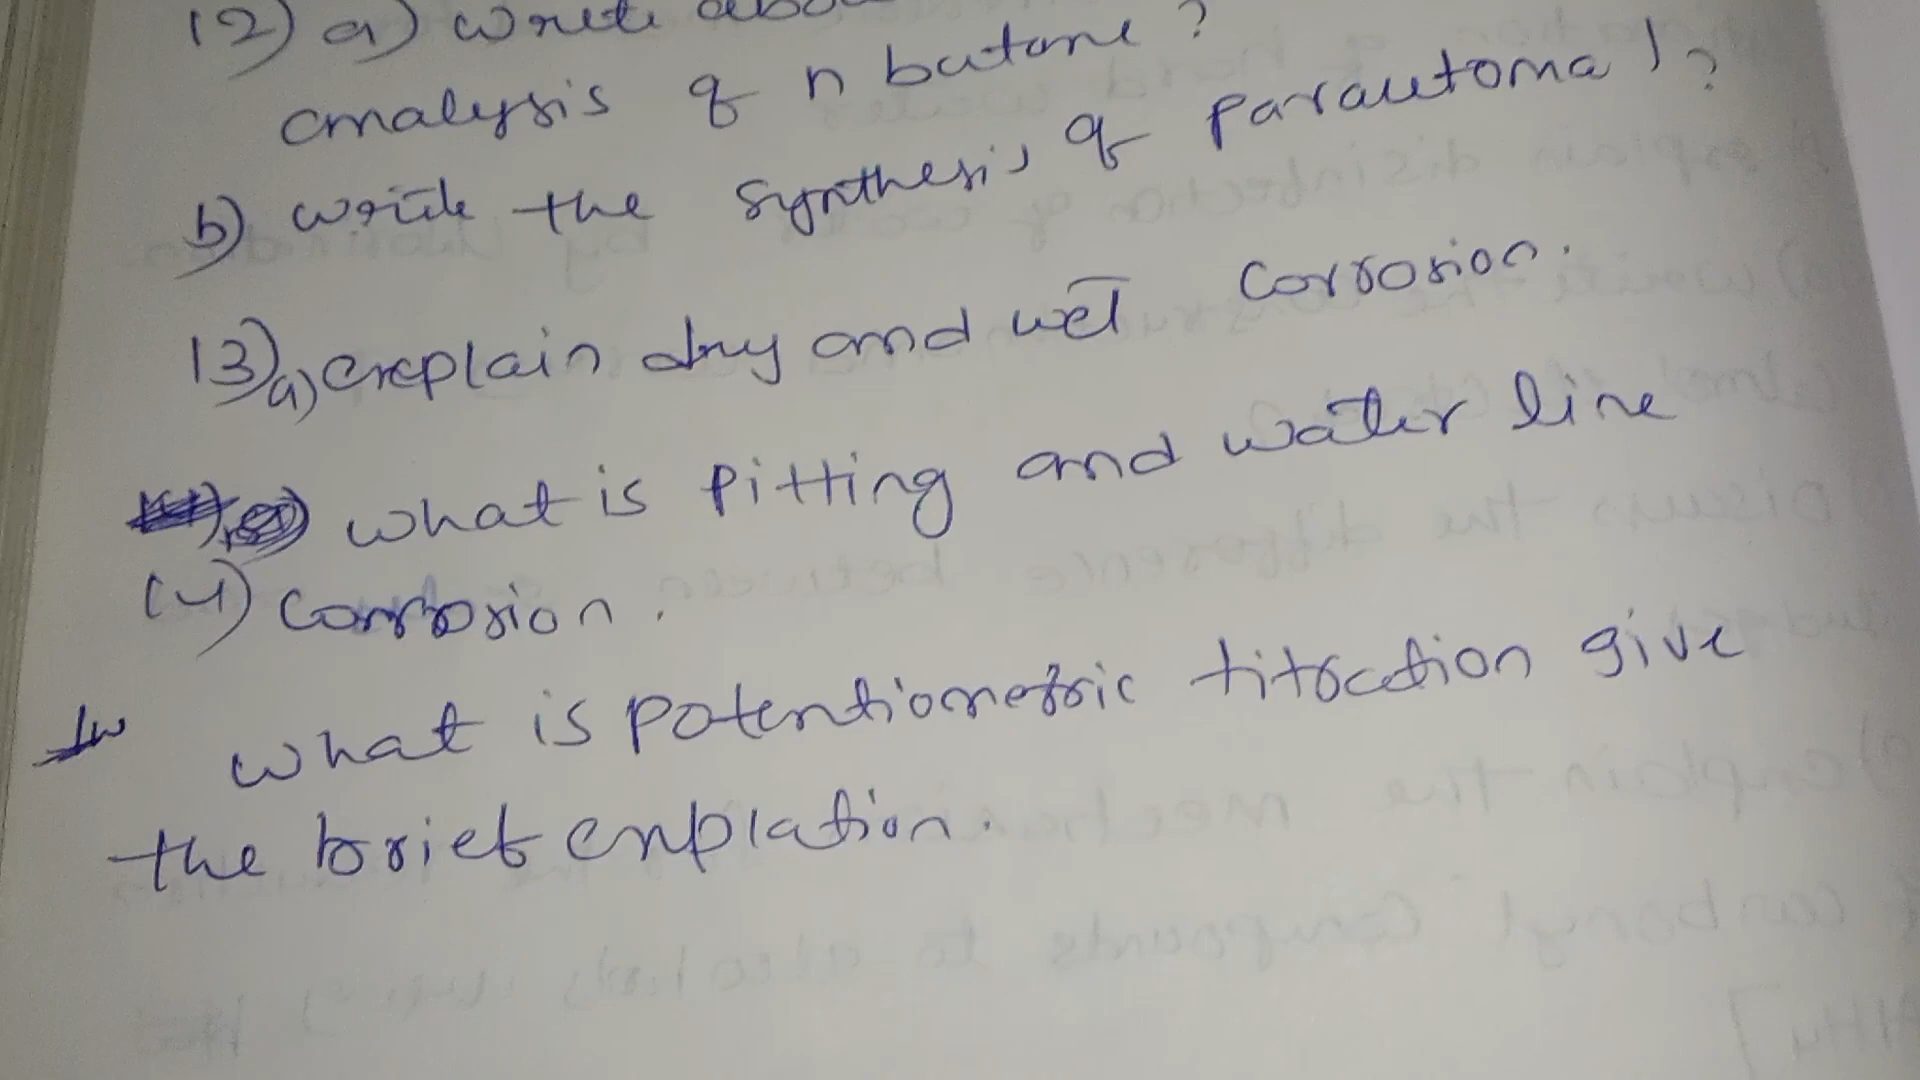 12) a) write
analysis of n butane ?
b) write the synthesis of parautomal ?
13) a) explain dry and wet corrosion.
what is pitting and water line
14) corrosion.
what is potentiometric titration give
the brief explation.